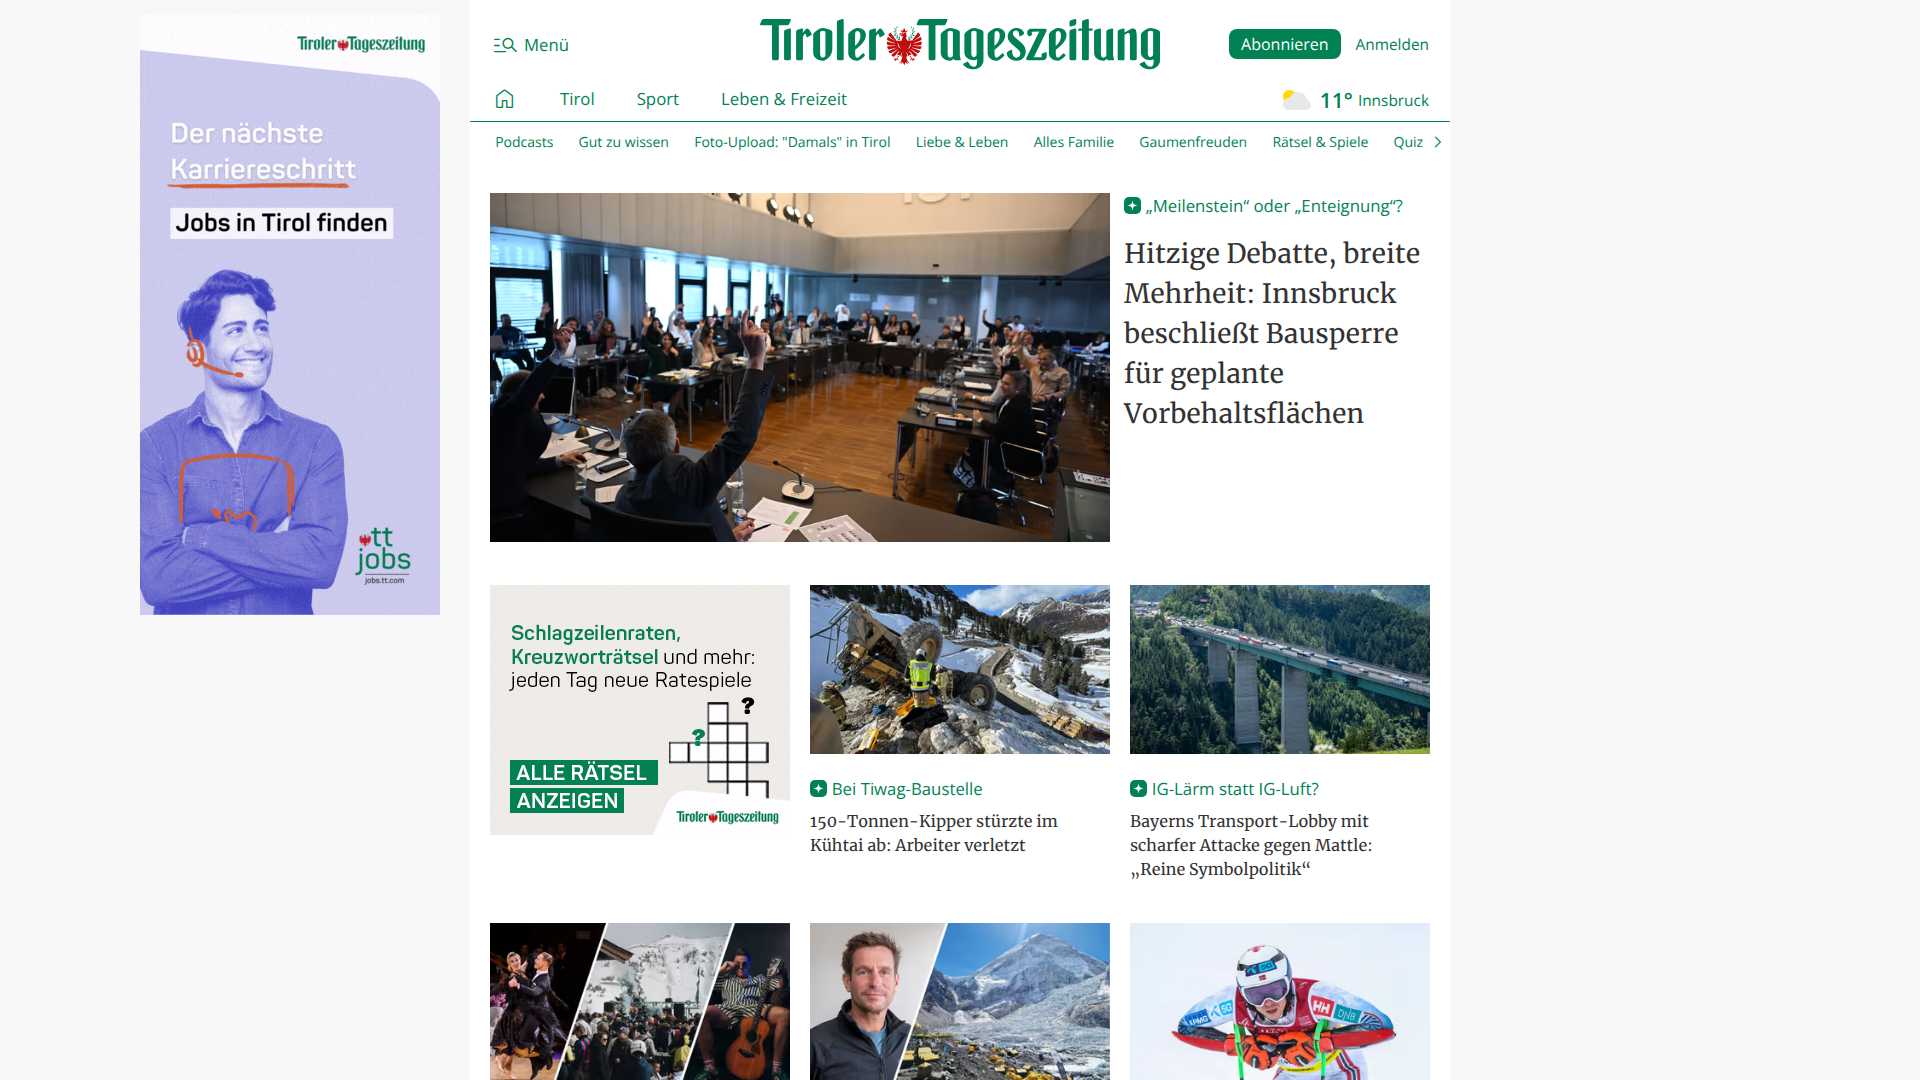 Tiroler Tageszeitung
Der nächste
Karriereschritt
Jobs in Tirol finden
tt
jobs
jobs.tt.com
Menü
Tiroler Tageszeitung
Abonnieren
Anmelden
Tirol
Sport
Leben & Freizeit
11° Innsbruck
Podcasts
Gut zu wissen
Foto-Upload: "Damals" in Tirol
Liebe & Leben
Alles Familie
Gaumenfreuden
Rätsel & Spiele
Quiz
„Meilenstein“ oder „Enteignung“?
Hitzige Debatte, breite
Mehrheit: Innsbruck
beschließt Bausperre
für geplante
Vorbehaltsflächen
Schlagzeilenraten,
Kreuzworträtsel und mehr:
jeden Tag neue Ratespiele
?
?
ALLE RÄTSEL
ANZEIGEN
Tiroler Tageszeitung
Bei Tiwag-Baustelle
150-Tonnen-Kipper stürzte im
Kühtai ab: Arbeiter verletzt
IG-Lärm statt IG-Luft?
Bayerns Transport-Lobby mit
scharfer Attacke gegen Mattle:
„Reine Symbolpolitik“
HH
DNB
KPMG